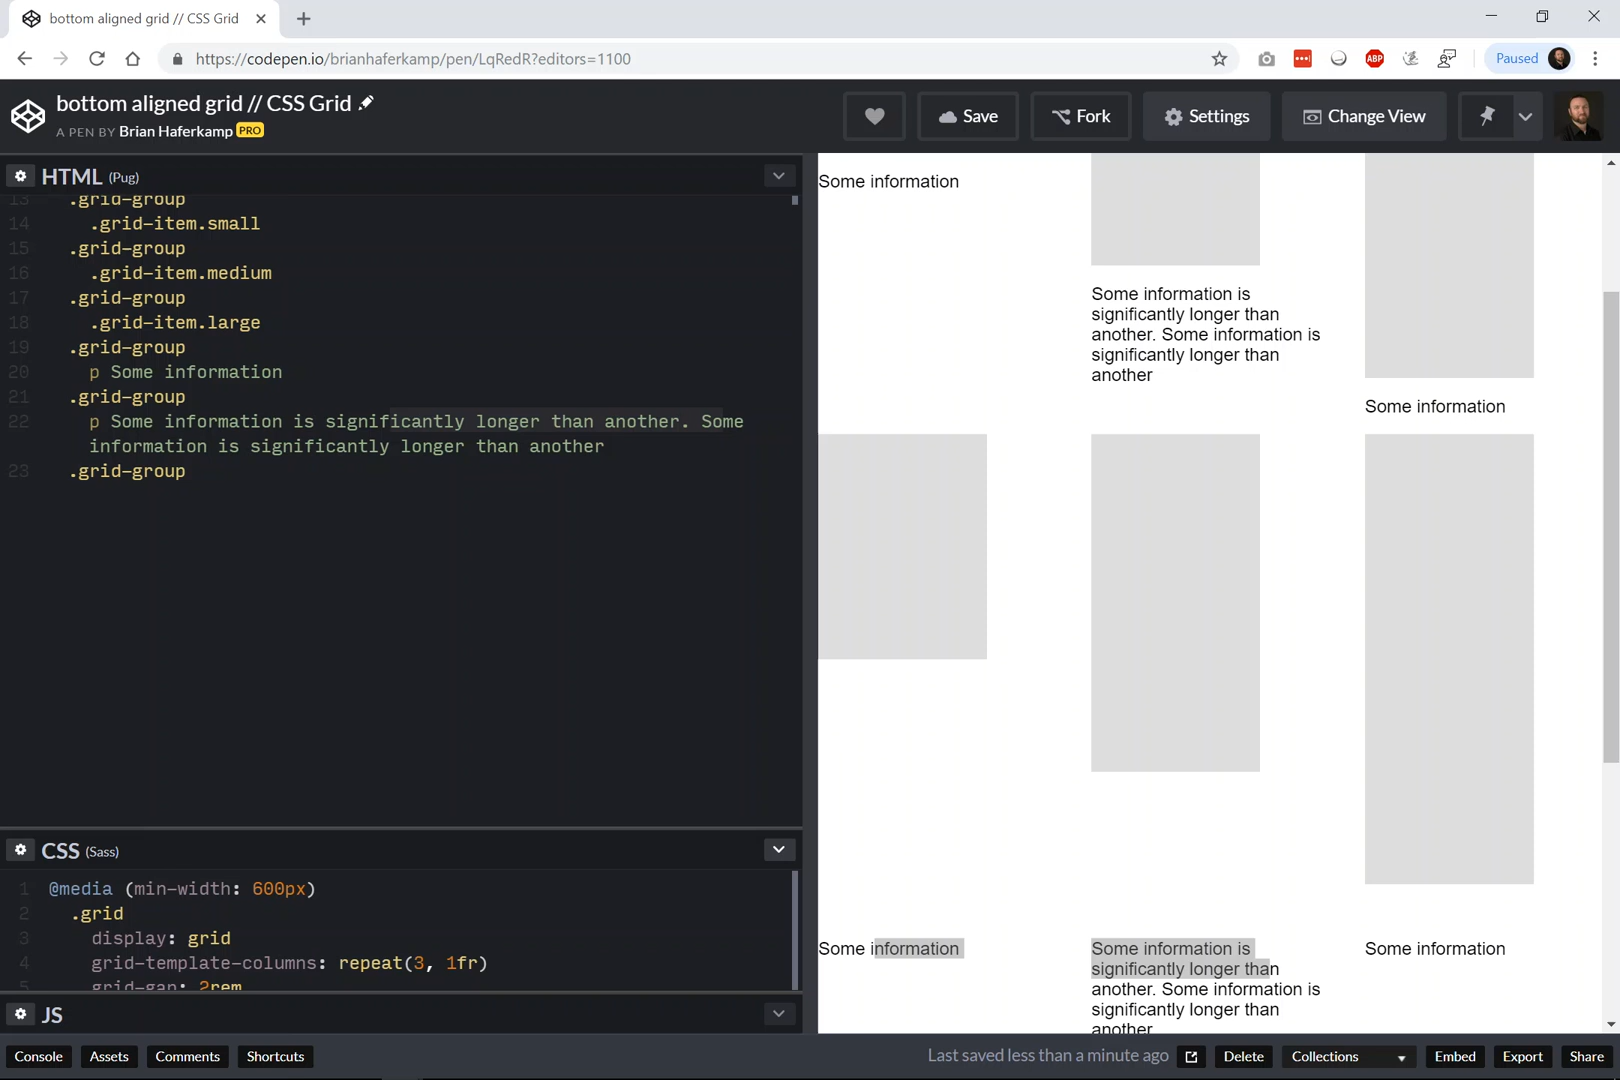 bottom aligned grid // CSS Grid
https://codepen.io/brianhaferkamp/pen/LqRedR?editors=1100
ABP
Paused
bottom aligned grid // CSS Grid
A PEN BY Brian Haferkamp PRO
Save
Fork
Settings
Change View
HTML (Pug)
13 .grid-group
14 .grid-item.small
15 .grid-group
16 .grid-item.medium
17 .grid-group
18 .grid-item.large
19 .grid-group
20 p Some information
21 .grid-group
22 p Some information is significantly longer than another. Some
information is significantly longer than another
23 .grid-group
CSS (Sass)
1 @media (min-width: 600px)
2 .grid
3 display: grid
4 grid-template-columns: repeat(3, 1fr)
5 grid-gap: 2rem
JS
Some information
Some information is
significantly longer than
another. Some information is
significantly longer than
another
Some information
Some information
Some information is
significantly longer than
another. Some information is
significantly longer than
another
Some information
Console
Assets
Comments
Shortcuts
Last saved less than a minute ago
Delete
Collections
Embed
Export
Share